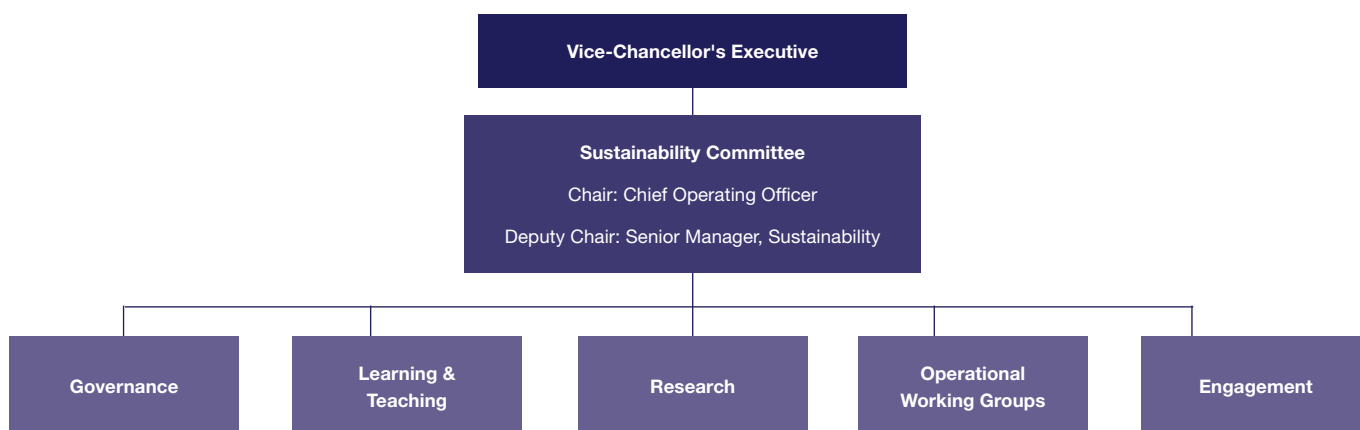 Vice-Chancellor's Executive
Sustainability Committee
Chair: Chief Operating Officer
Deputy Chair: Senior Manager, Sustainability
Governance
Learning &
Teaching
Research
Operational
Working Groups
Engagement